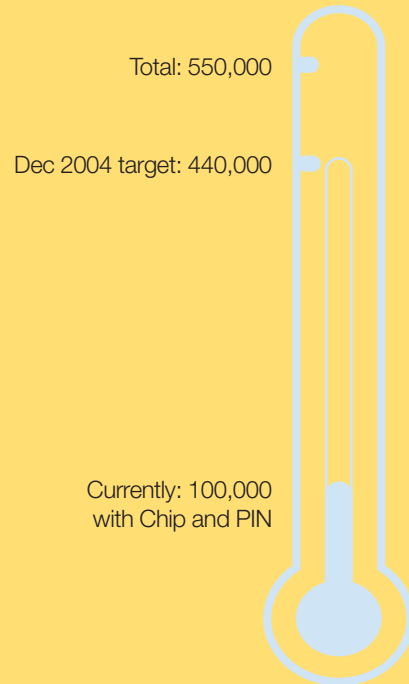 Total: 550,000
Dec 2004 target: 440,000
Currently: 100,000
with Chip and PIN